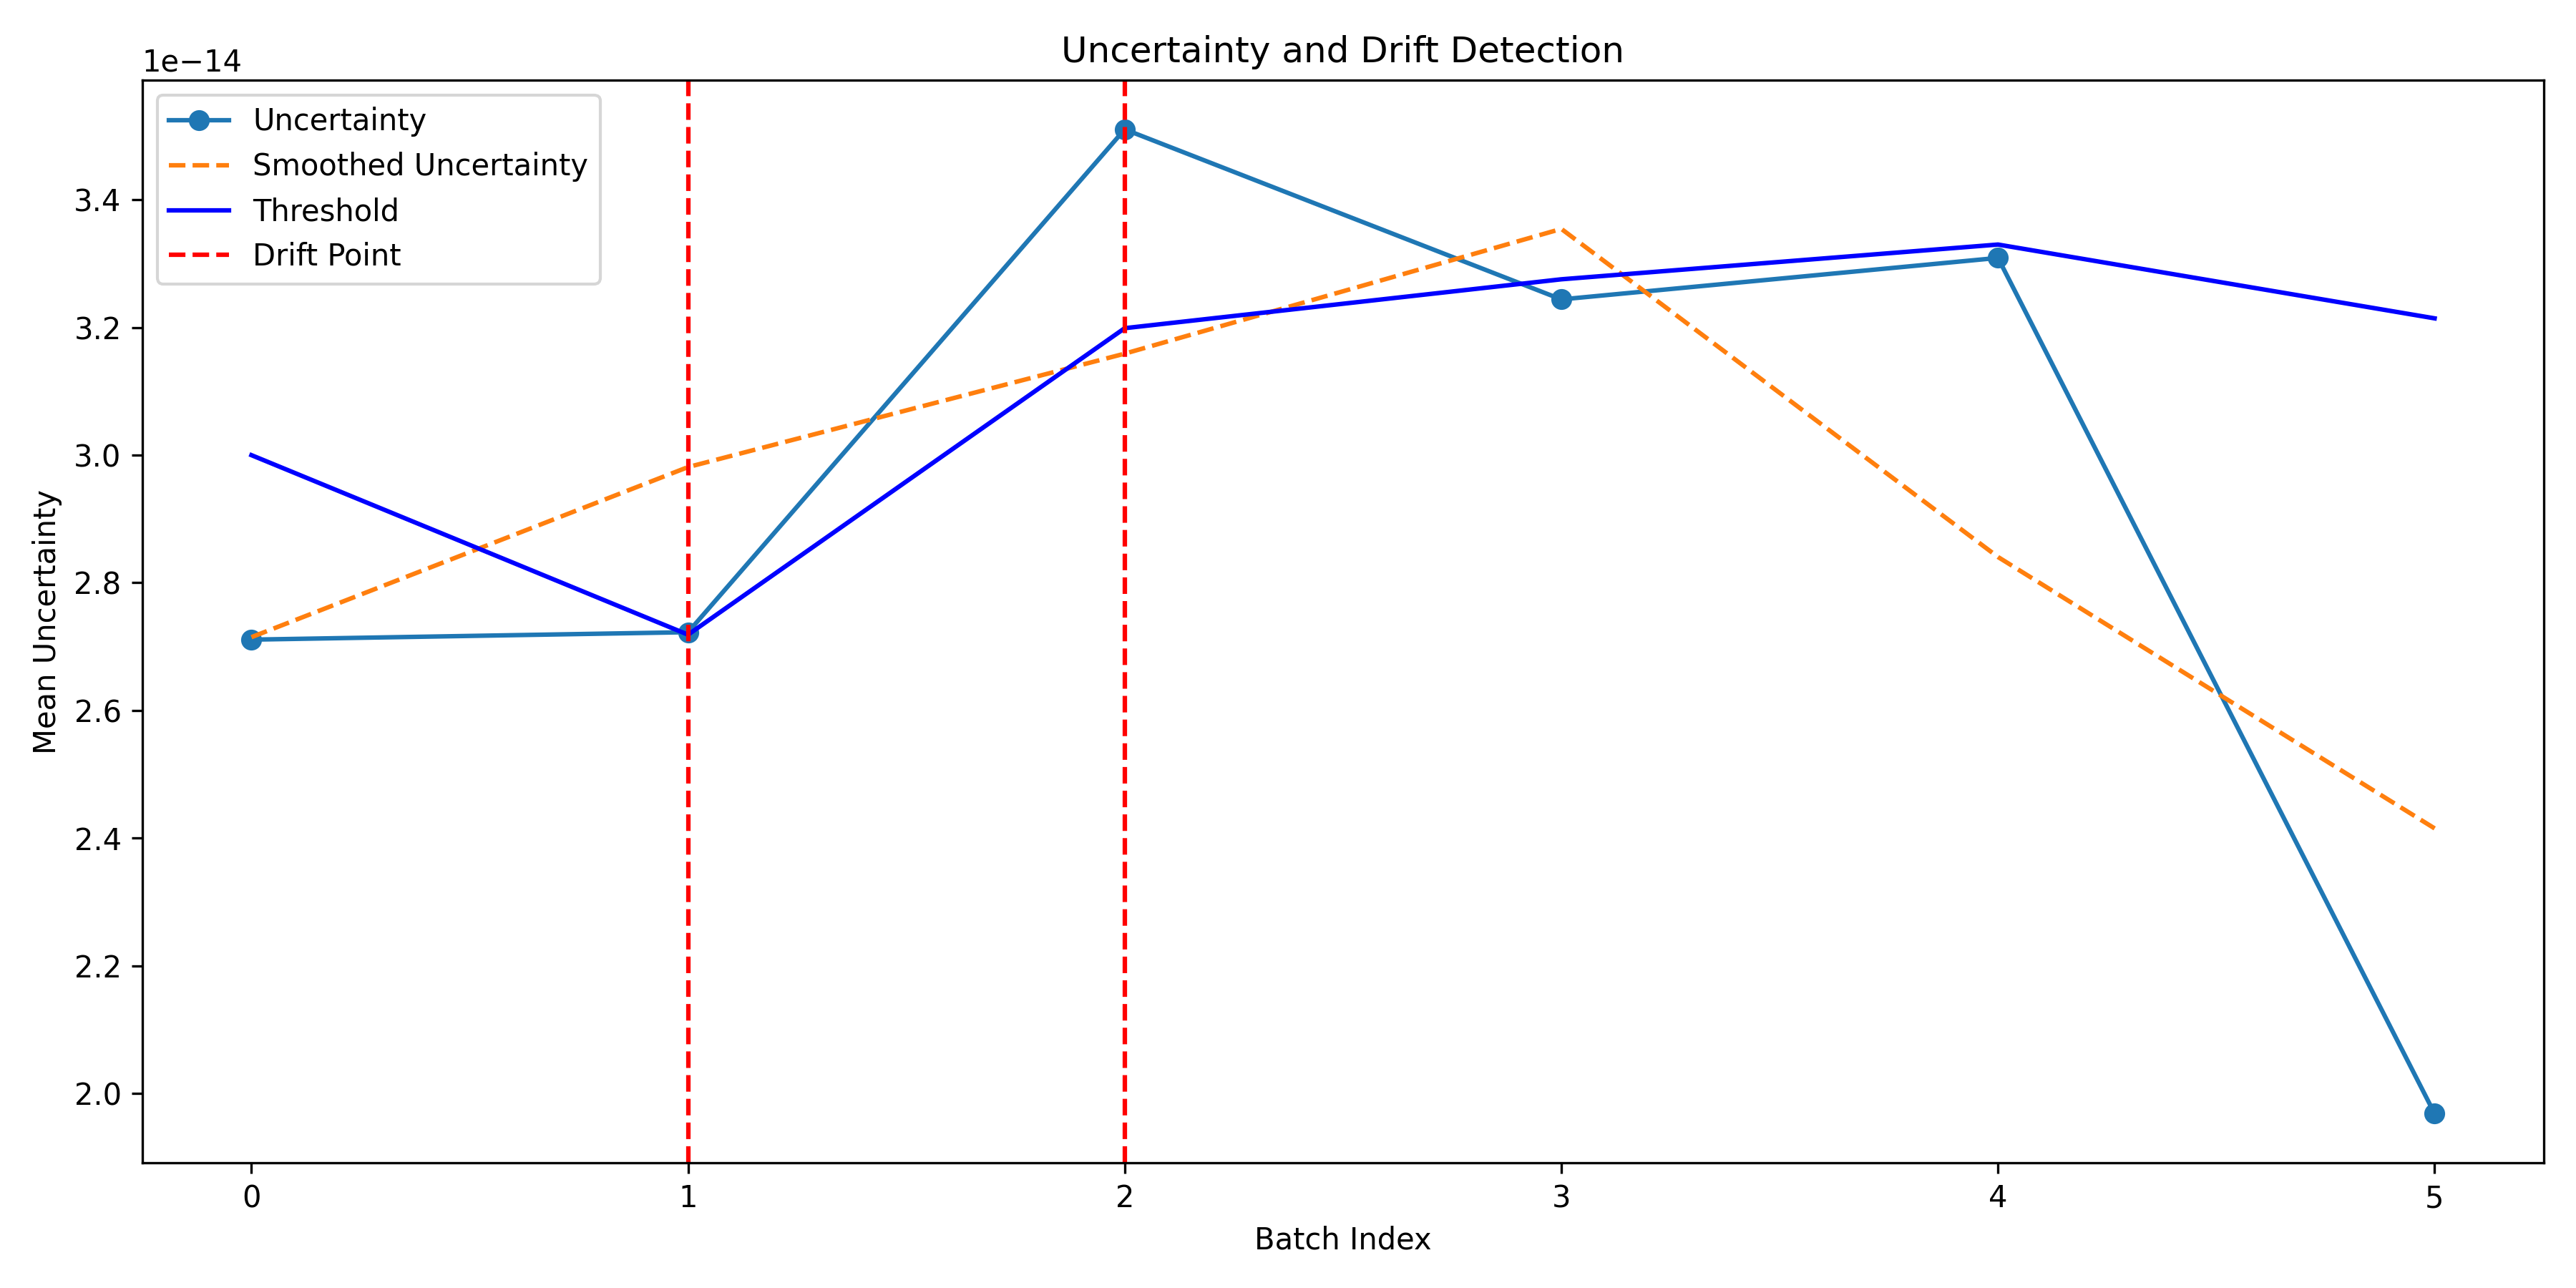 Uncertainty and Drift Detection
1e−14
Uncertainty
Smoothed Uncertainty
Threshold
Drift Point
3.4
3.2
3.0
2.8
2.6
2.4
2.2
2.0
Mean Uncertainty
0 1 2 3 4 5
Batch Index